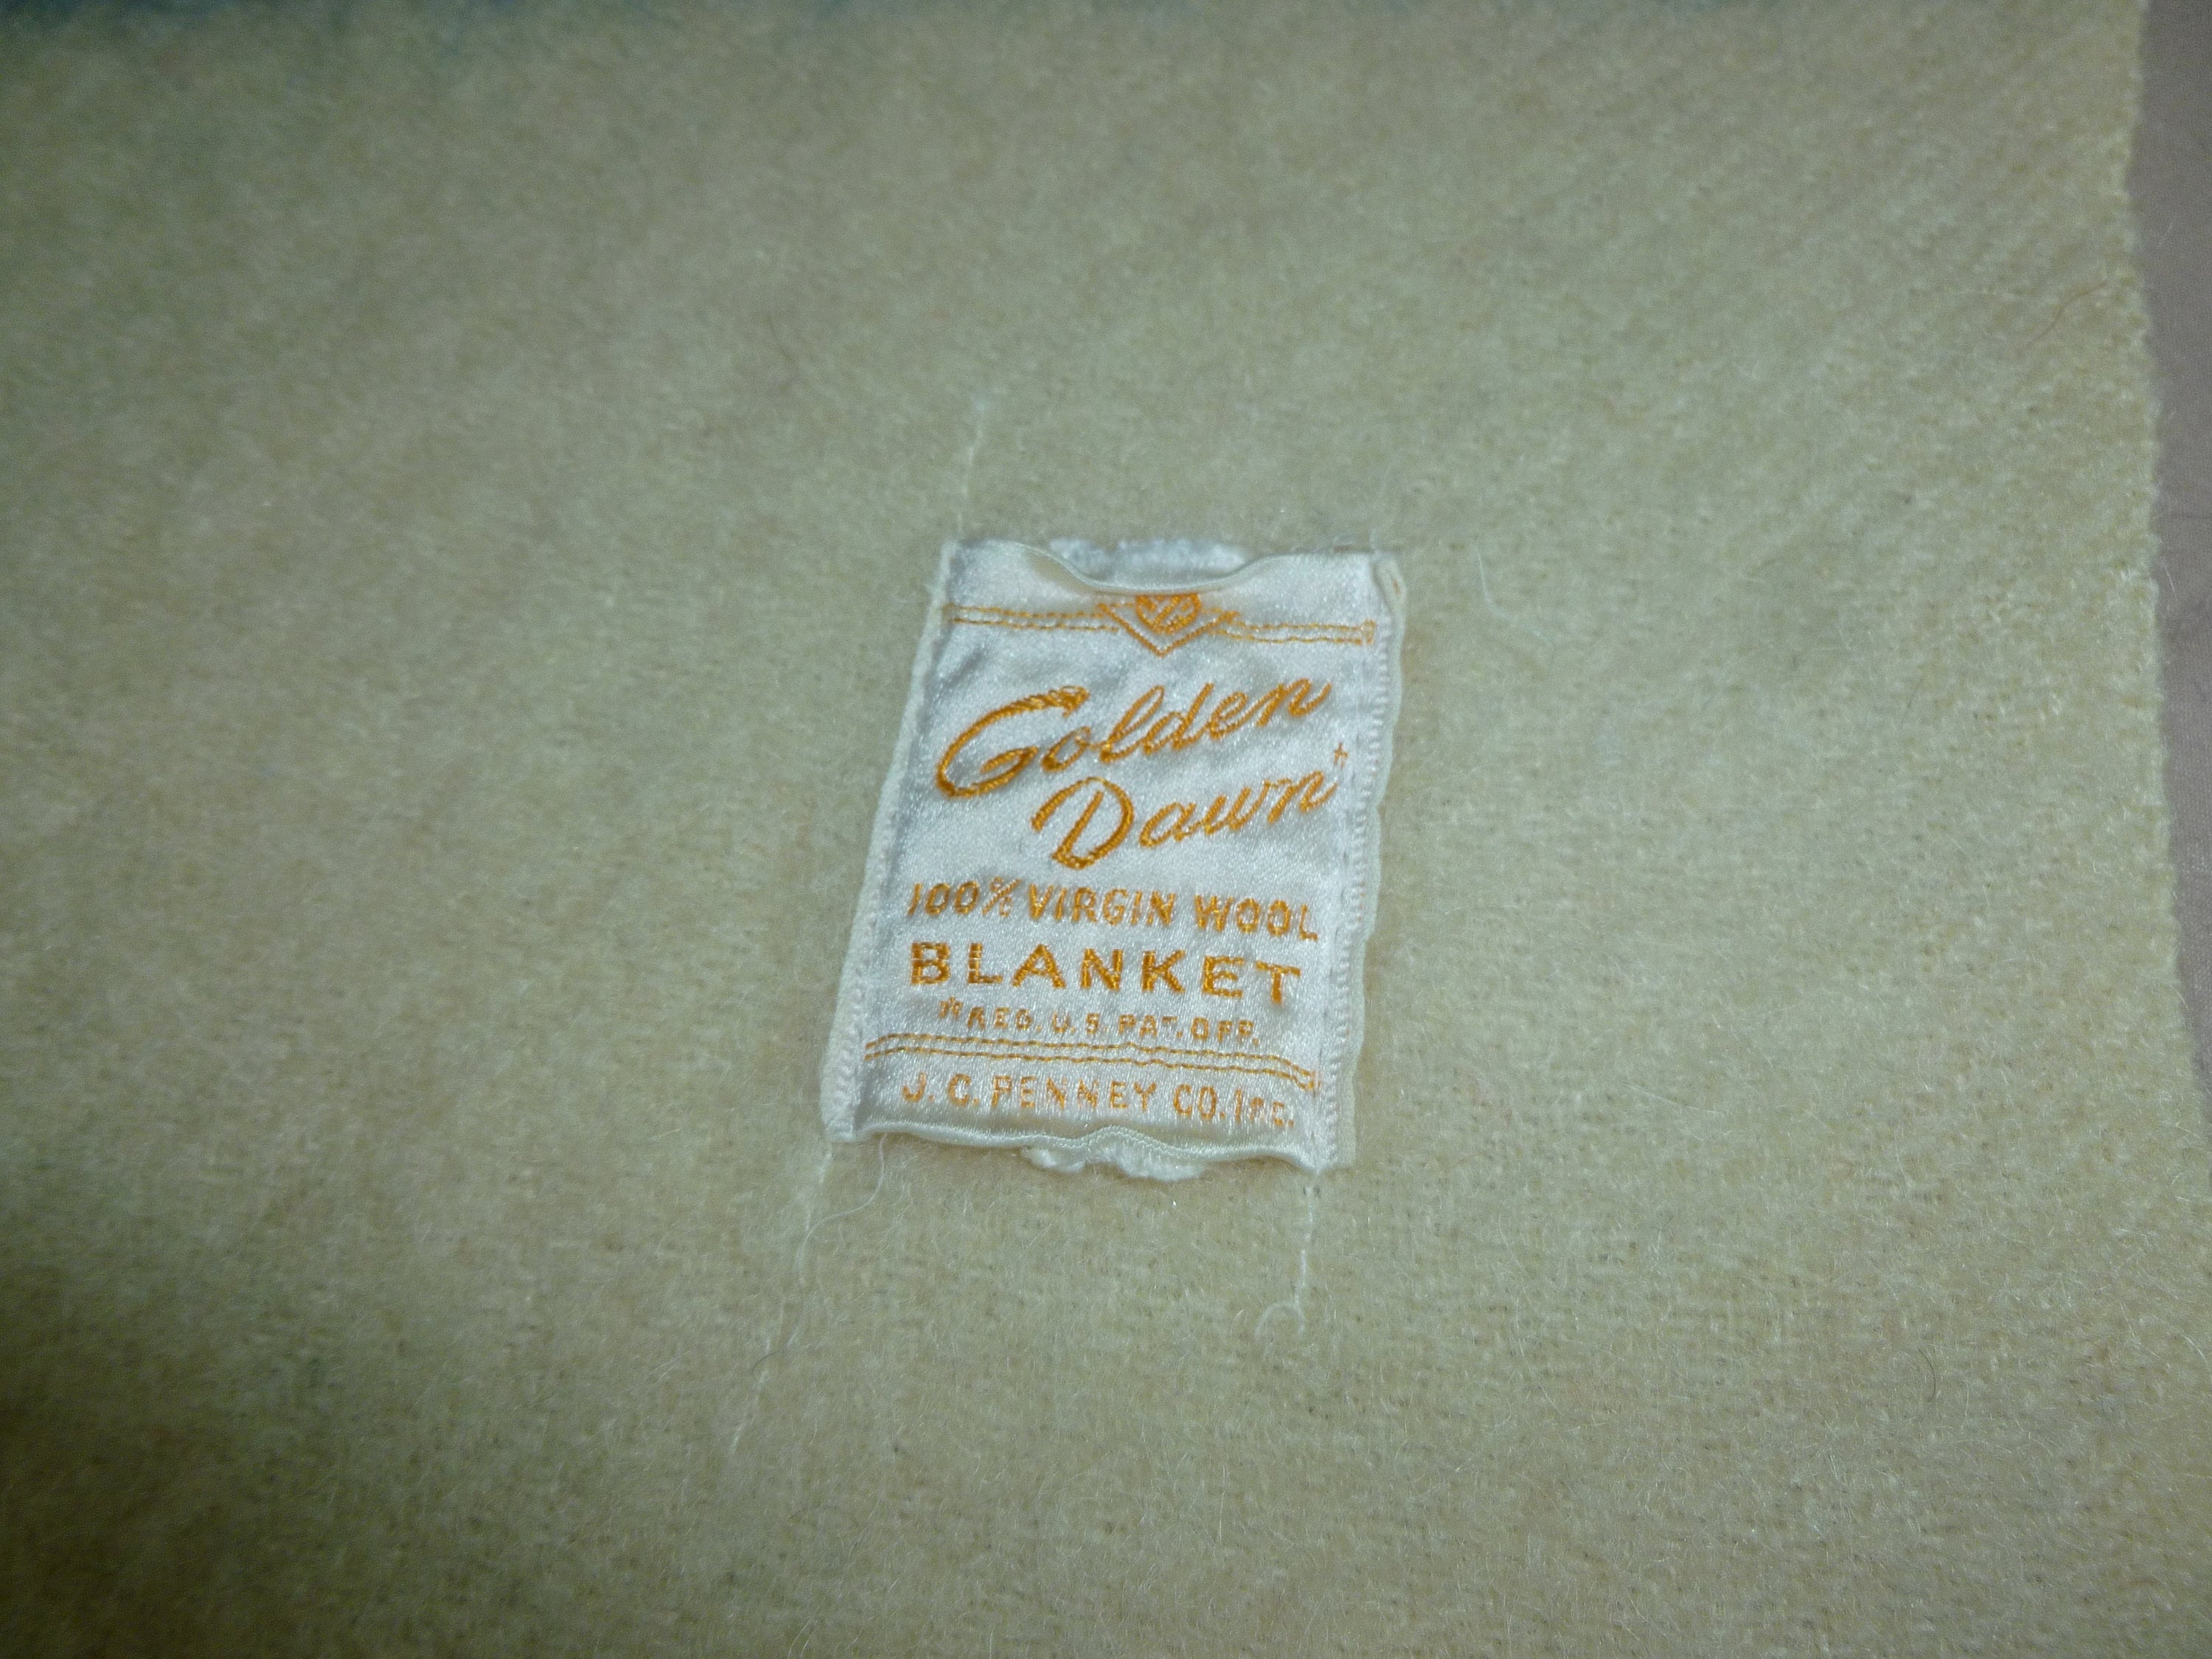 Golden
Dawn*
100% VIRGIN WOOL
BLANKET
*REG. U.S. PAT. OFF.
J. C. PENNEY CO. INC.